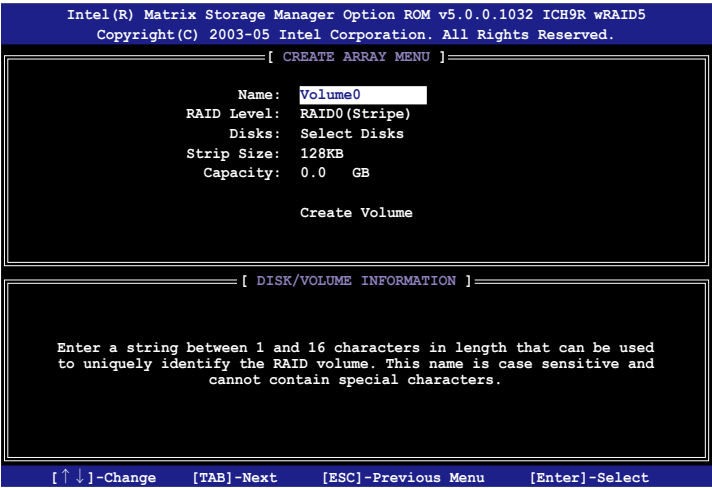 Intel(R) Matrix Storage Manager Option ROM v5.0.0.1032 ICH9R wRAID5
Copyright(C) 2003-05 Intel Corporation. All Rights Reserved.
[ CREATE ARRAY MENU ]
Name: Volume0
RAID Level: RAID0(Stripe)
Disks: Select Disks
Strip Size: 128KB
Capacity: 0.0 GB
Create Volume
[ DISK/VOLUME INFORMATION ]
Enter a string between 1 and 16 characters in length that can be used
to uniquely identify the RAID volume. This name is case sensitive and
cannot contain special characters.
[↑↓]-Change [TAB]-Next [ESC]-Previous Menu [Enter]-Select